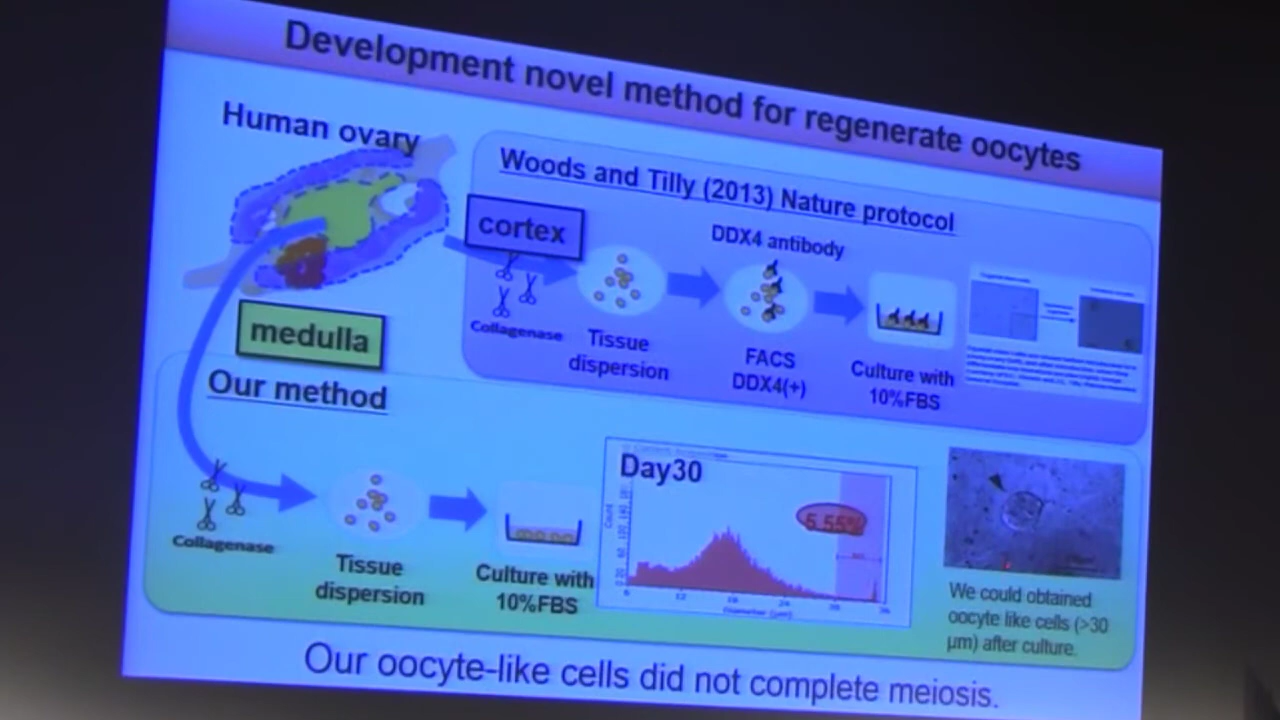 Development novel method for regenerate oocytes
Human ovary
Woods and Tilly (2013) Nature protocol
cortex
DDX4 antibody
Collagenase
Tissue
dispersion
FACS
DDX4(+)
Culture with
10%FBS
medulla
Our method
Collagenase
Tissue
dispersion
Culture with
10%FBS
Day30
5.55%
Count
Diameter (μm)
We could obtained
oocyte like cells (>30
μm) after culture.
Our oocyte-like cells did not complete meiosis.